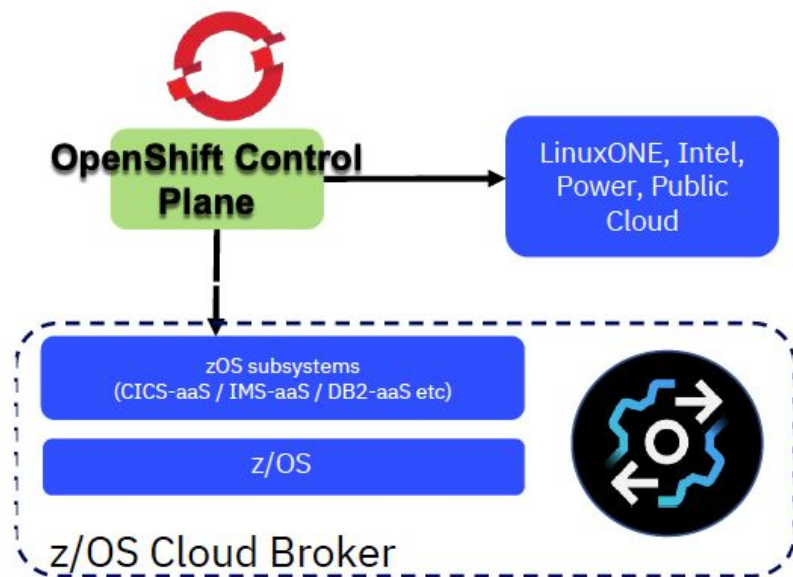 OpenShift Control
Plane
LinuxONE, Intel,
Power, Public
Cloud
zOS subsystems
(CICS-aaS / IMS-aaS / DB2-aaS etc)
z/OS
z/OS Cloud Broker